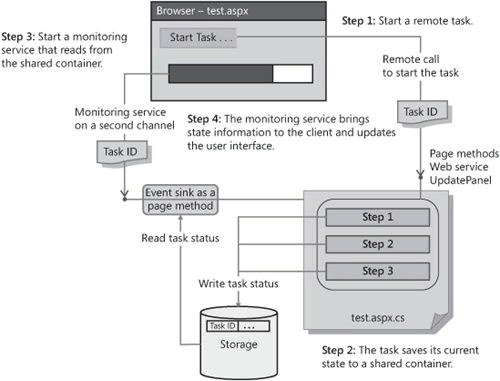 Browser – test.aspx
Start Task . . .
Step 1: Start a remote task.
Step 3: Start a monitoring
service that reads from
the shared container.
Remote call
to start the task
Task ID
Monitoring service
on a second channel
Task ID
Step 4: The monitoring service brings
state information to the client and updates
the user interface.
Page methods
Web service
UpdatePanel
Event sink as a
page method
Step 1
Step 2
Step 3
Read task status
Write task status
test.aspx.cs
Task ID . . .
Storage
Step 2: The task saves its current
state to a shared container.